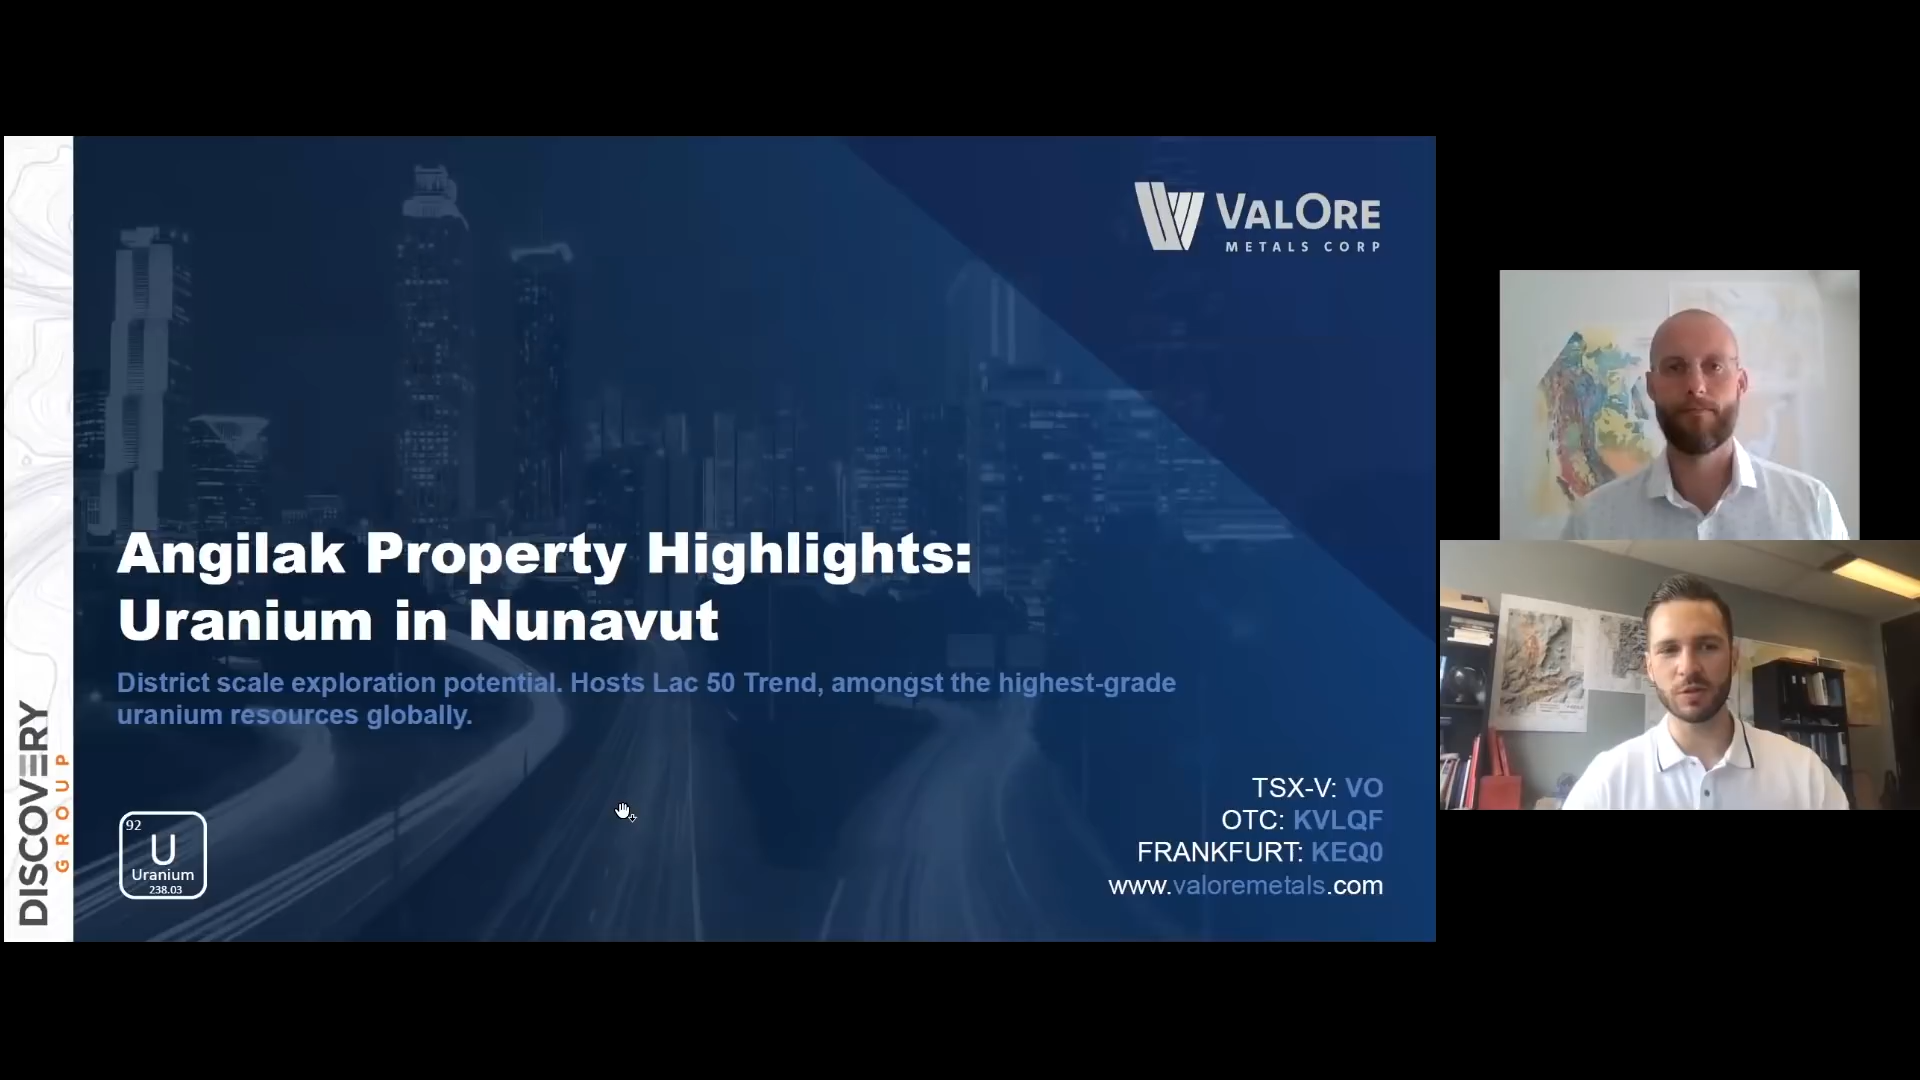 VALORE
METALS CORP
Angilak Property Highlights:
Uranium in Nunavut
District scale exploration potential. Hosts Lac 50 Trend, amongst the highest-grade
uranium resources globally.
TSX-V: VO
OTC: KVLQF
FRANKFURT: KEQ0
www.valoremetals.com
92
U
Uranium
238.03
DISCOVERY
GROUP